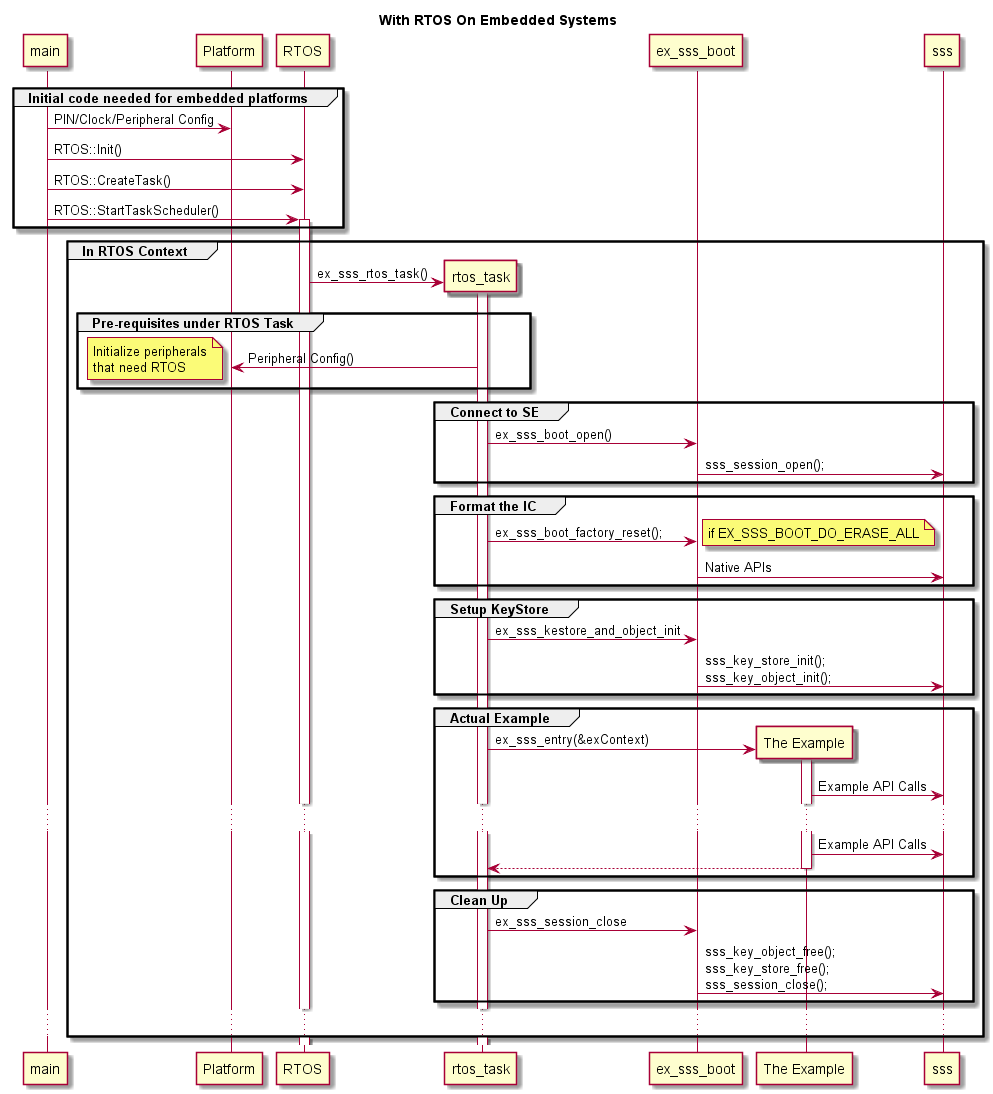 With RTOS On Embedded Systems
main
Platform
RTOS
ex_sss_boot
sss
Initial code needed for embedded platforms
PIN/Clock/Peripheral Config
RTOS::Init()
RTOS::CreateTask()
RTOS::StartTaskScheduler()
In RTOS Context
ex_sss_rtos_task()
rtos_task
Pre-requisites under RTOS Task
Initialize peripherals
that need RTOS
Peripheral Config()
Connect to SE
ex_sss_boot_open()
sss_session_open();
Format the IC
ex_sss_boot_factory_reset();
if EX_SSS_BOOT_DO_ERASE_ALL
Native APIs
Setup KeyStore
ex_sss_kestore_and_object_init
sss_key_store_init();
sss_key_object_init();
Actual Example
ex_sss_entry(&exContext)
The Example
Example API Calls
Example API Calls
Clean Up
ex_sss_session_close
sss_key_object_free();
sss_key_store_free();
sss_session_close();
main
Platform
RTOS
rtos_task
ex_sss_boot
The Example
sss